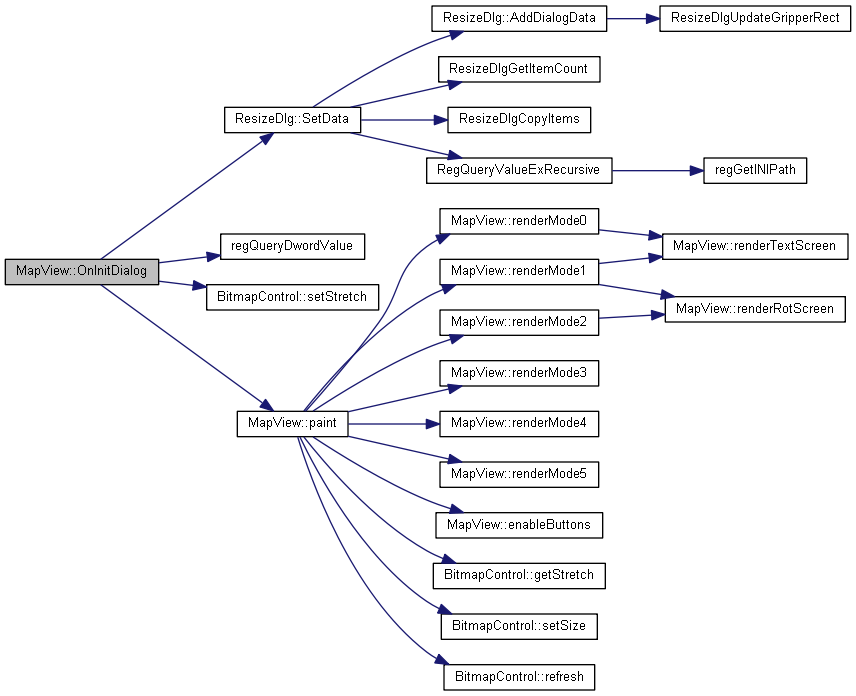 ResizeDlg::AddDialogData
ResizeDlgUpdateGripperRect
ResizeDlgGetItemCount
ResizeDlg::SetData
ResizeDlgCopyItems
RegQueryValueExRecursive
regGetINIPath
MapView::renderMode0
regQueryDwordValue
MapView::renderTextScreen
MapView::OnInitDialog
MapView::renderMode1
BitmapControl::setStretch
MapView::renderRotScreen
MapView::renderMode2
MapView::renderMode3
MapView::paint
MapView::renderMode4
MapView::renderMode5
MapView::enableButtons
BitmapControl::getStretch
BitmapControl::setSize
BitmapControl::refresh